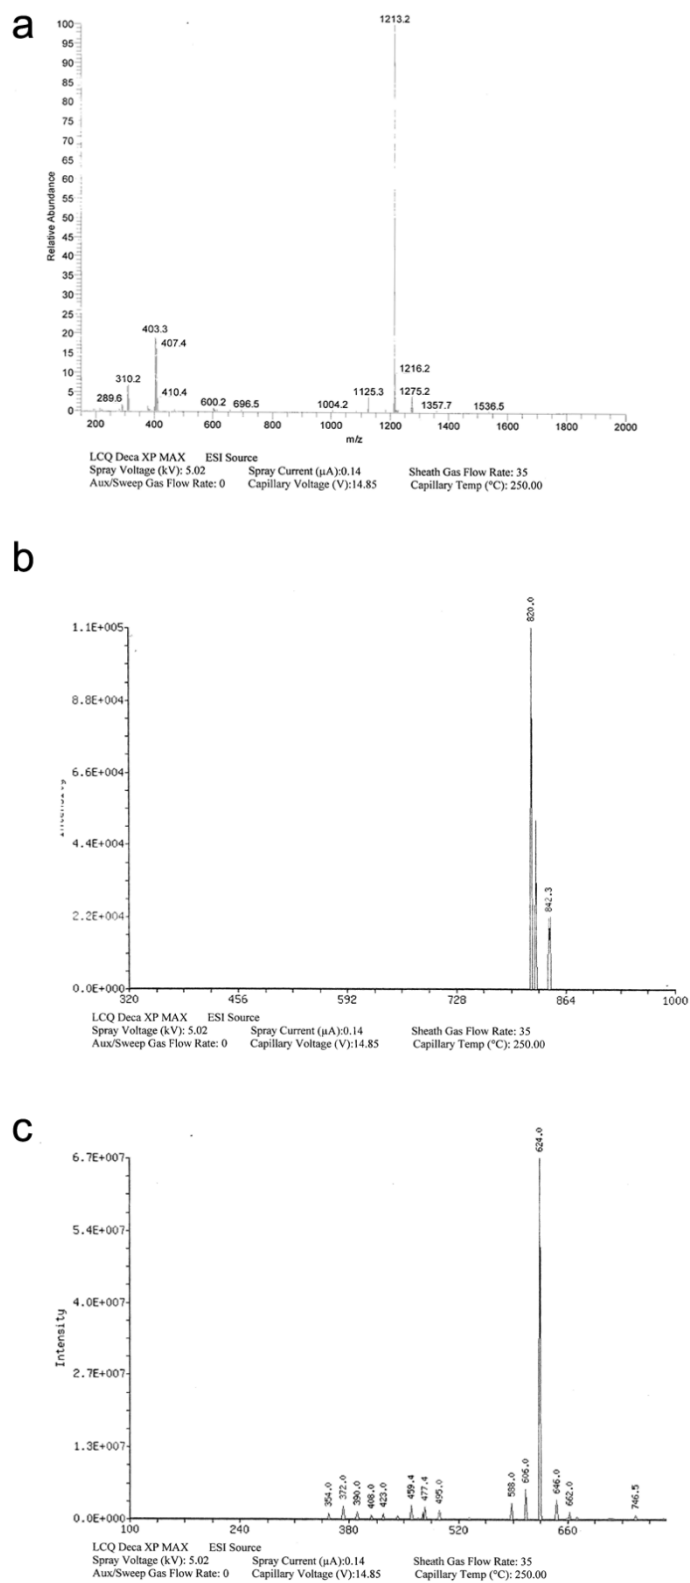 a
100
1213.2
95
90
85
80
75
70
65
60
55
50
45
40
35
30
25
20
15
10
5
0
Relative Abundance
403.3
407.4
310.2
289.6
410.4
600.2
696.5
1004.2
1125.3
1216.2
1275.2
1357.7
1536.5
200 400 600 800 1000 1200 1400 1600 1800 2000
m/z
LCQ Deca XP MAX ESI Source
Spray Voltage (kV): 5.02 Spray Current (μA):0.14 Sheath Gas Flow Rate: 35
Aux/Sweep Gas Flow Rate: 0 Capillary Voltage (V):14.85 Capillary Temp (°C): 250.00
b
820.0
1.1E+005
8.8E+004
6.6E+004
4.4E+004
2.2E+004
0.0E+000
842.3
320 456 592 728 864 1000
LCQ Deca XP MAX ESI Source
Spray Voltage (kV): 5.02 Spray Current (μA):0.14 Sheath Gas Flow Rate: 35
Aux/Sweep Gas Flow Rate: 0 Capillary Voltage (V):14.85 Capillary Temp (°C): 250.00
c
624.0
6.7E+007
5.4E+007
4.0E+007
2.7E+007
1.3E+007
0.0E+000
Intensity
354.0
372.0
390.0
408.0
423.0
459.4
477.4
495.0
588.0
606.0
646.0
662.0
746.5
100 240 380 520 660
LCQ Deca XP MAX ESI Source
Spray Voltage (kV): 5.02 Spray Current (μA):0.14 Sheath Gas Flow Rate: 35
Aux/Sweep Gas Flow Rate: 0 Capillary Voltage (V):14.85 Capillary Temp (°C): 250.00